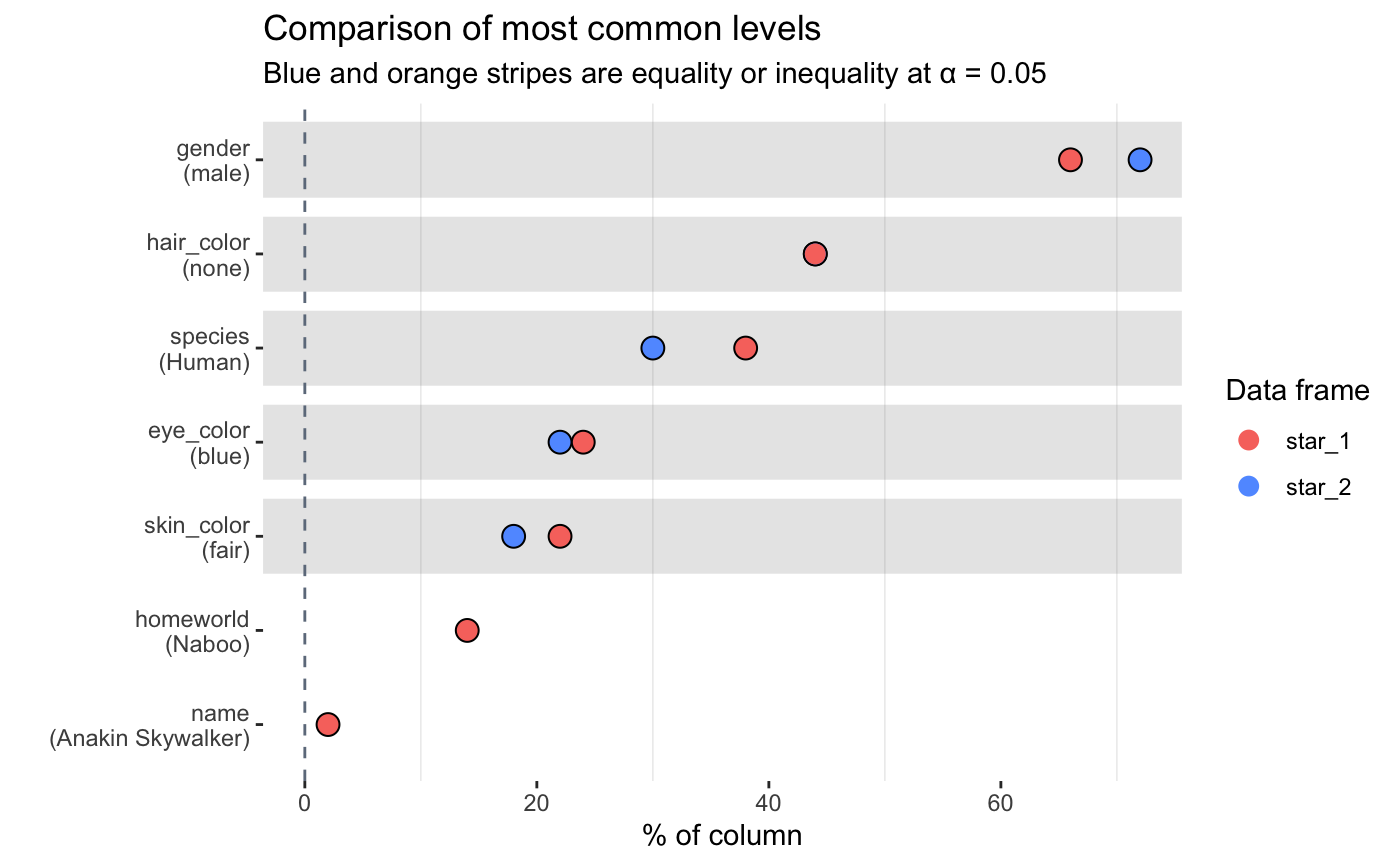 Comparison of most common levels
Blue and orange stripes are equality or inequality at α = 0.05
gender
(male)
hair_color
(none)
species
(Human)
eye_color
(blue)
skin_color
(fair)
homeworld
(Naboo)
name
(Anakin Skywalker)
0 20 40 60
% of column
Data frame
star_1
star_2